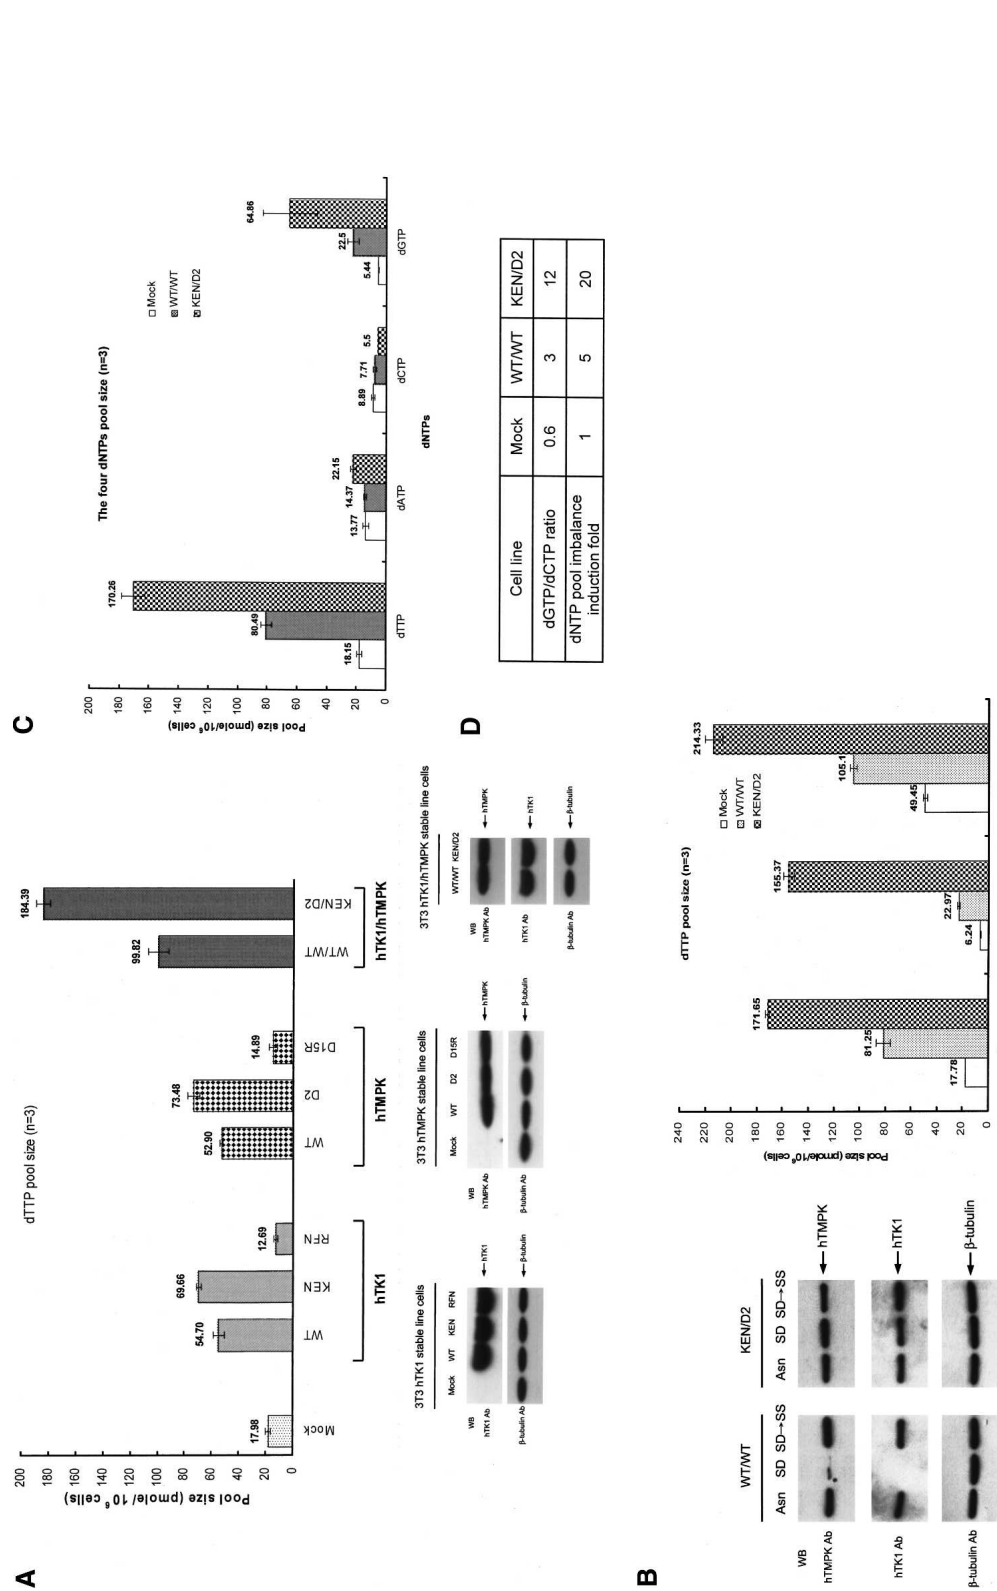 A
dTTP pool size (n=3)
Pool size (pmole/10⁶ cells)
200
180
160
140
120
100
80
60
40
20
0
17.98
54.70
69.66
12.69
52.90
73.48
14.89
99.82
184.39
Mock
WT
KEN
RFN
WT
D2
D15R
WT/WT
KEN/D2
hTK1
hTMPK
hTK1/hTMPK
3T3 hTK1 stable line cells
Mock WT KEN RFN
WB
hTK1 Ab
hTK1
β-tubulin Ab
β-tubulin
3T3 hTMPK stable line cells
Mock WT D2 D15R
WB
hTMPK Ab
hTMPK
β-tubulin Ab
β-tubulin
3T3 hTK1/hTMPK stable line cells
WT/WT KEN/D2
WB
hTMPK Ab
hTMPK
hTK1 Ab
hTK1
β-tubulin Ab
β-tubulin
B
WT/WT
KEN/D2
Asn SD SD→SS
Asn SD SD→SS
WB
hTMPK Ab
hTMPK
hTK1 Ab
hTK1
β-tubulin Ab
β-tubulin
dTTP pool size (n=3)
Pool size (pmole/10⁶ cells)
240
220
200
180
160
140
120
100
80
60
40
20
0
17.78
81.25
171.65
6.24
22.97
155.37
49.45
105.1
214.33
Mock
WT/WT
KEN/D2
C
The four dNTPs pool size (n=3)
Pool size (pmole/10⁶ cells)
200
180
160
140
120
100
80
60
40
20
0
18.15
80.49
170.26
13.77
14.37
22.15
8.89
7.71
5.5
5.44
22.5
64.86
Mock
WT/WT
KEN/D2
dTTP
dATP
dCTP
dGTP
dNTPs
D
Cell line Mock WT/WT KEN/D2
dGTP/dCTP ratio 0.6 3 12
dNTP pool imbalance
induction fold 1 5 20